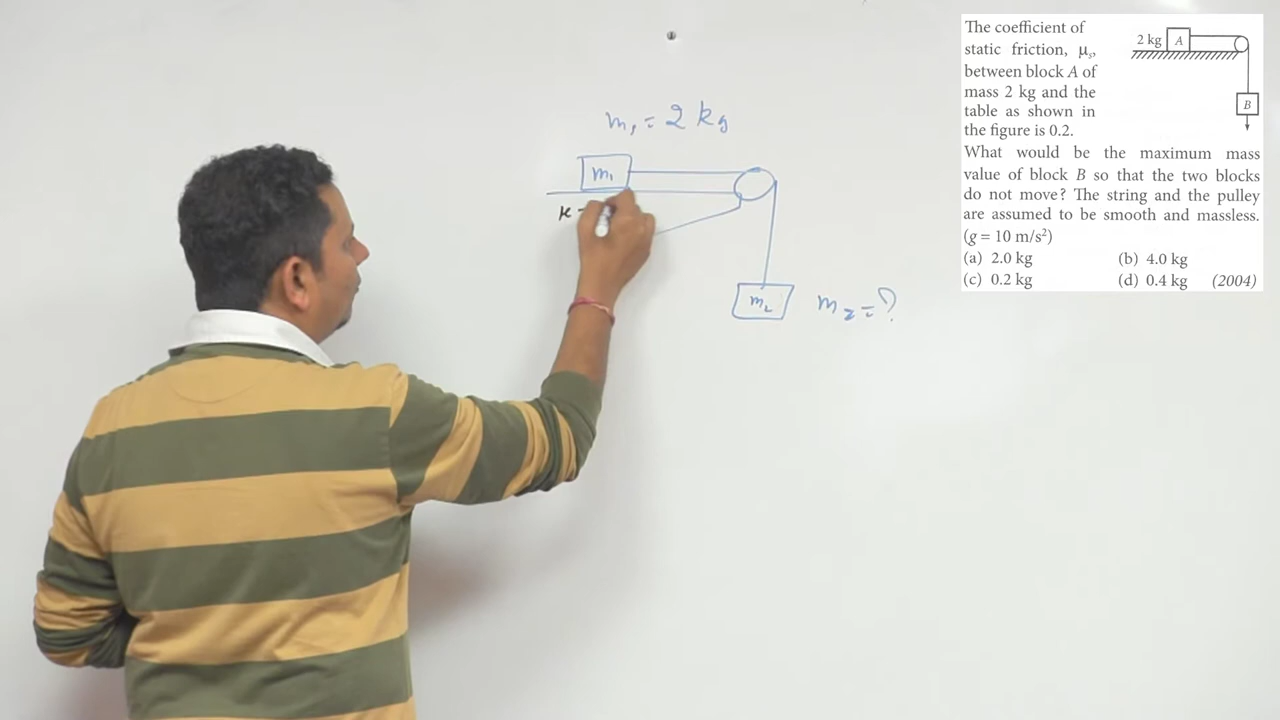 m₁ = 2 kg
m₁
m₂
m₂ = ?
The coefficient of
static friction, μₛ,
between block A of
mass 2 kg and the
table as shown in
the figure is 0.2.
2 kg A
B
What would be the maximum mass
value of block B so that the two blocks
do not move? The string and the pulley
are assumed to be smooth and massless.
(g = 10 m/s²)
(a) 2.0 kg (b) 4.0 kg
(c) 0.2 kg (d) 0.4 kg (2004)